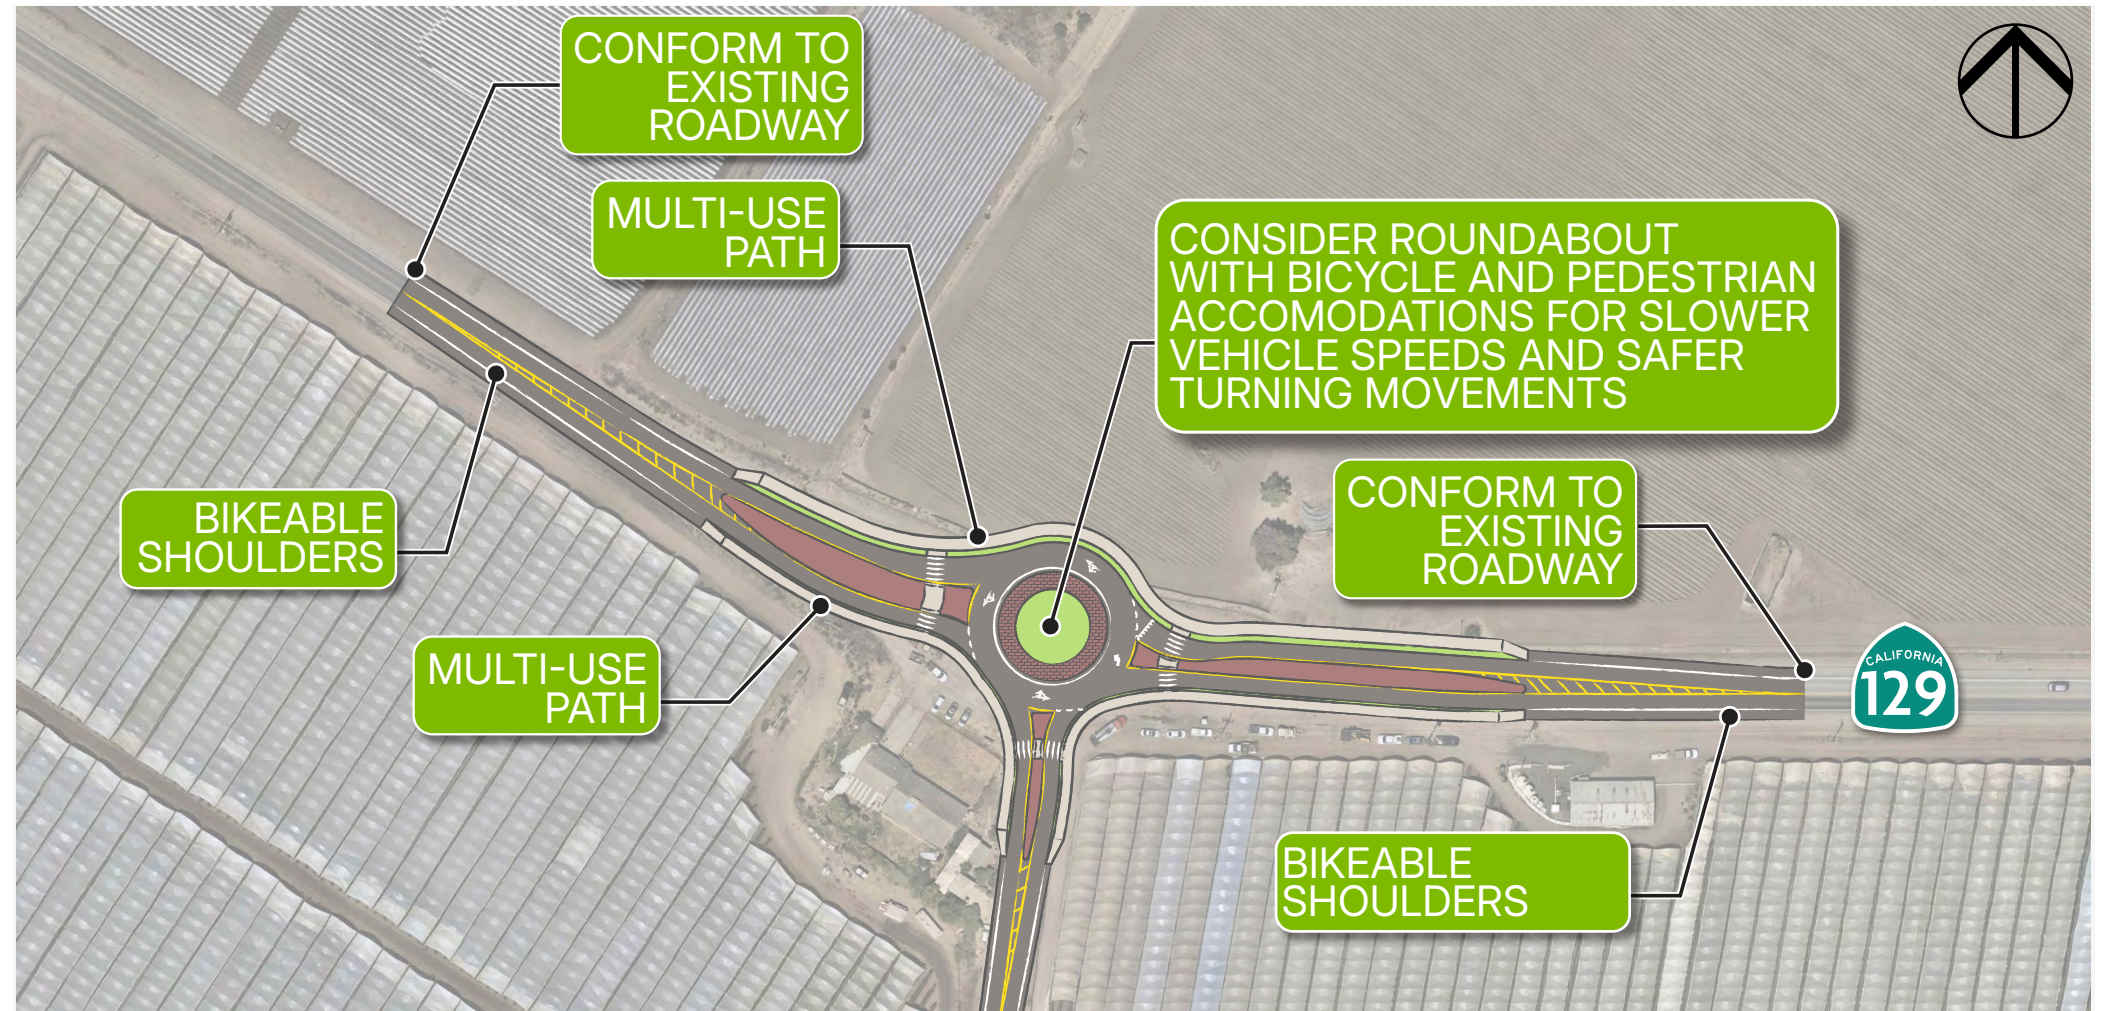 CONFORM TO
EXISTING
ROADWAY
MULTI-USE
PATH
CONSIDER ROUNDABOUT
WITH BICYCLE AND PEDESTRIAN
ACCOMODATIONS FOR SLOWER
VEHICLE SPEEDS AND SAFER
TURNING MOVEMENTS
BIKEABLE
SHOULDERS
CONFORM TO
EXISTING
ROADWAY
MULTI-USE
PATH
CALIFORNIA
129
BIKEABLE
SHOULDERS